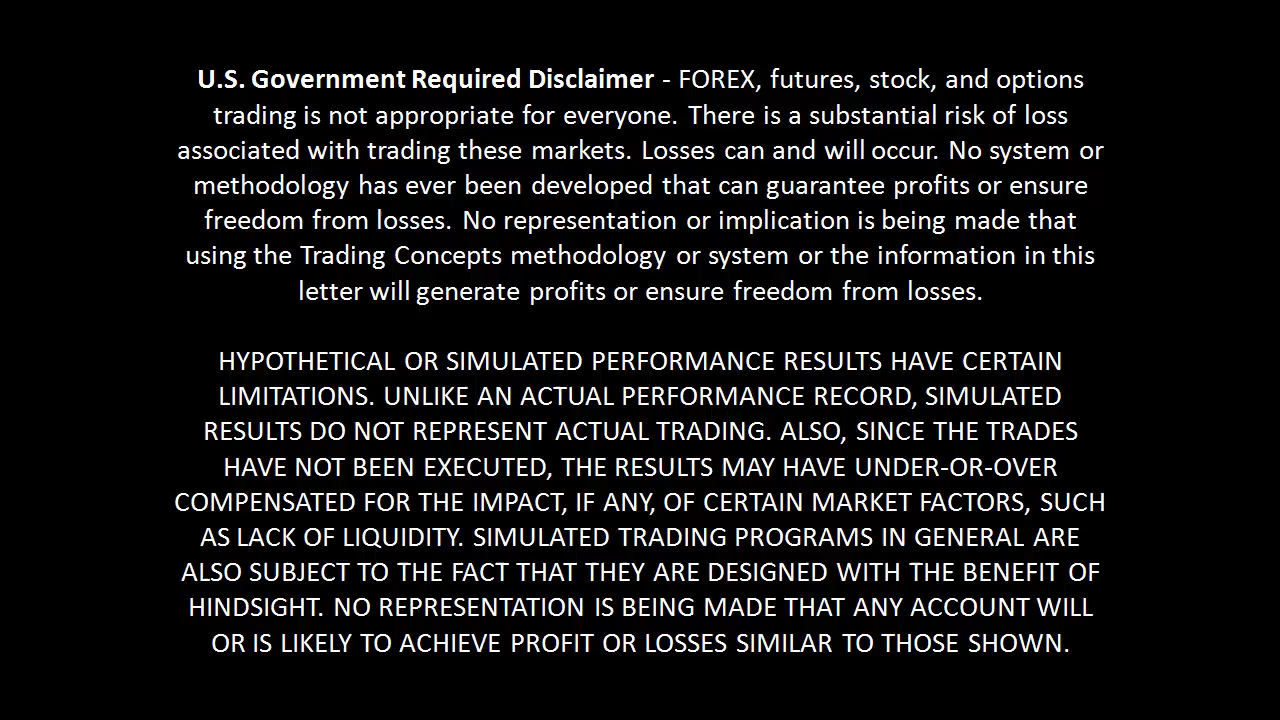 U.S. Government Required Disclaimer - FOREX, futures, stock, and options
trading is not appropriate for everyone. There is a substantial risk of loss
associated with trading these markets. Losses can and will occur. No system or
methodology has ever been developed that can guarantee profits or ensure
freedom from losses. No representation or implication is being made that
using the Trading Concepts methodology or system or the information in this
letter will generate profits or ensure freedom from losses.
HYPOTHETICAL OR SIMULATED PERFORMANCE RESULTS HAVE CERTAIN
LIMITATIONS. UNLIKE AN ACTUAL PERFORMANCE RECORD, SIMULATED
RESULTS DO NOT REPRESENT ACTUAL TRADING. ALSO, SINCE THE TRADES
HAVE NOT BEEN EXECUTED, THE RESULTS MAY HAVE UNDER-OR-OVER
COMPENSATED FOR THE IMPACT, IF ANY, OF CERTAIN MARKET FACTORS, SUCH
AS LACK OF LIQUIDITY. SIMULATED TRADING PROGRAMS IN GENERAL ARE
ALSO SUBJECT TO THE FACT THAT THEY ARE DESIGNED WITH THE BENEFIT OF
HINDSIGHT. NO REPRESENTATION IS BEING MADE THAT ANY ACCOUNT WILL
OR IS LIKELY TO ACHIEVE PROFIT OR LOSSES SIMILAR TO THOSE SHOWN.